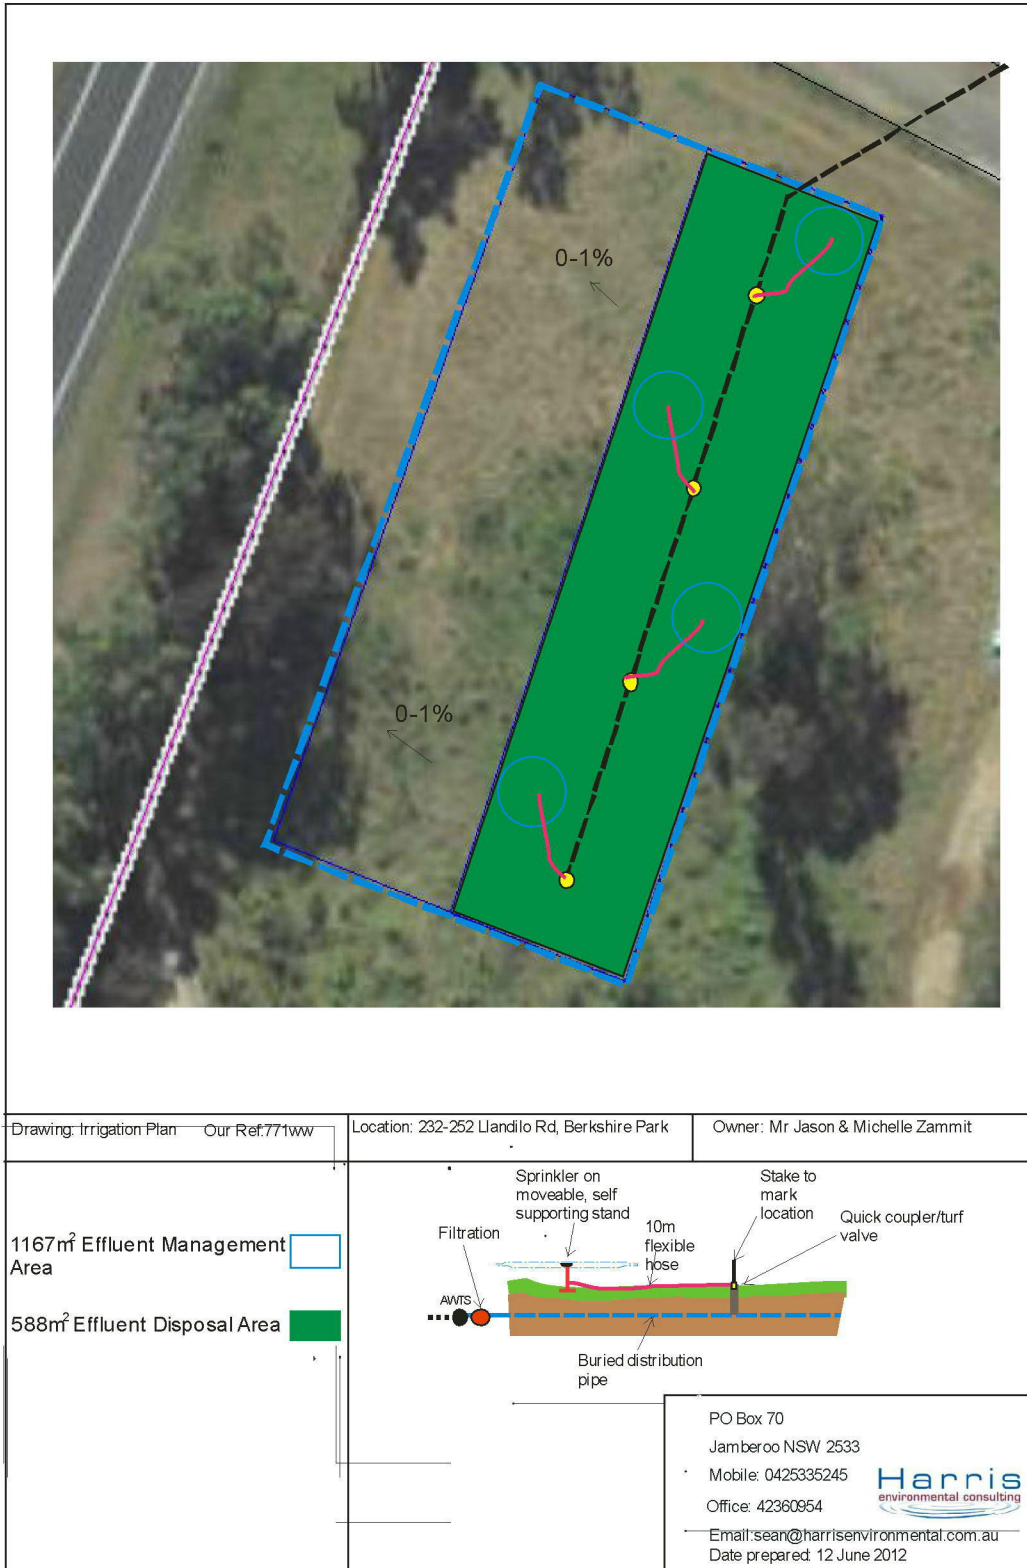 0-1%
0-1%
Drawing: Irrigation Plan Our Ref:771ww
Location: 232-252 Llandilo Rd, Berkshire Park
Owner: Mr Jason & Michelle Zammit
1167m² Effluent Management
Area
588m² Effluent Disposal Area
Filtration
Sprinkler on
moveable, self
supporting stand
10m
flexible
hose
Stake to
mark
location
Quick coupler/turf
valve
AWTS
Buried distribution
pipe
PO Box 70
Jamberoo NSW 2533
Mobile: 0425335245
Office: 42360954
Email:sean@harrisenvironmental.com.au
Date prepared: 12 June 2012
Harris
environmental consulting